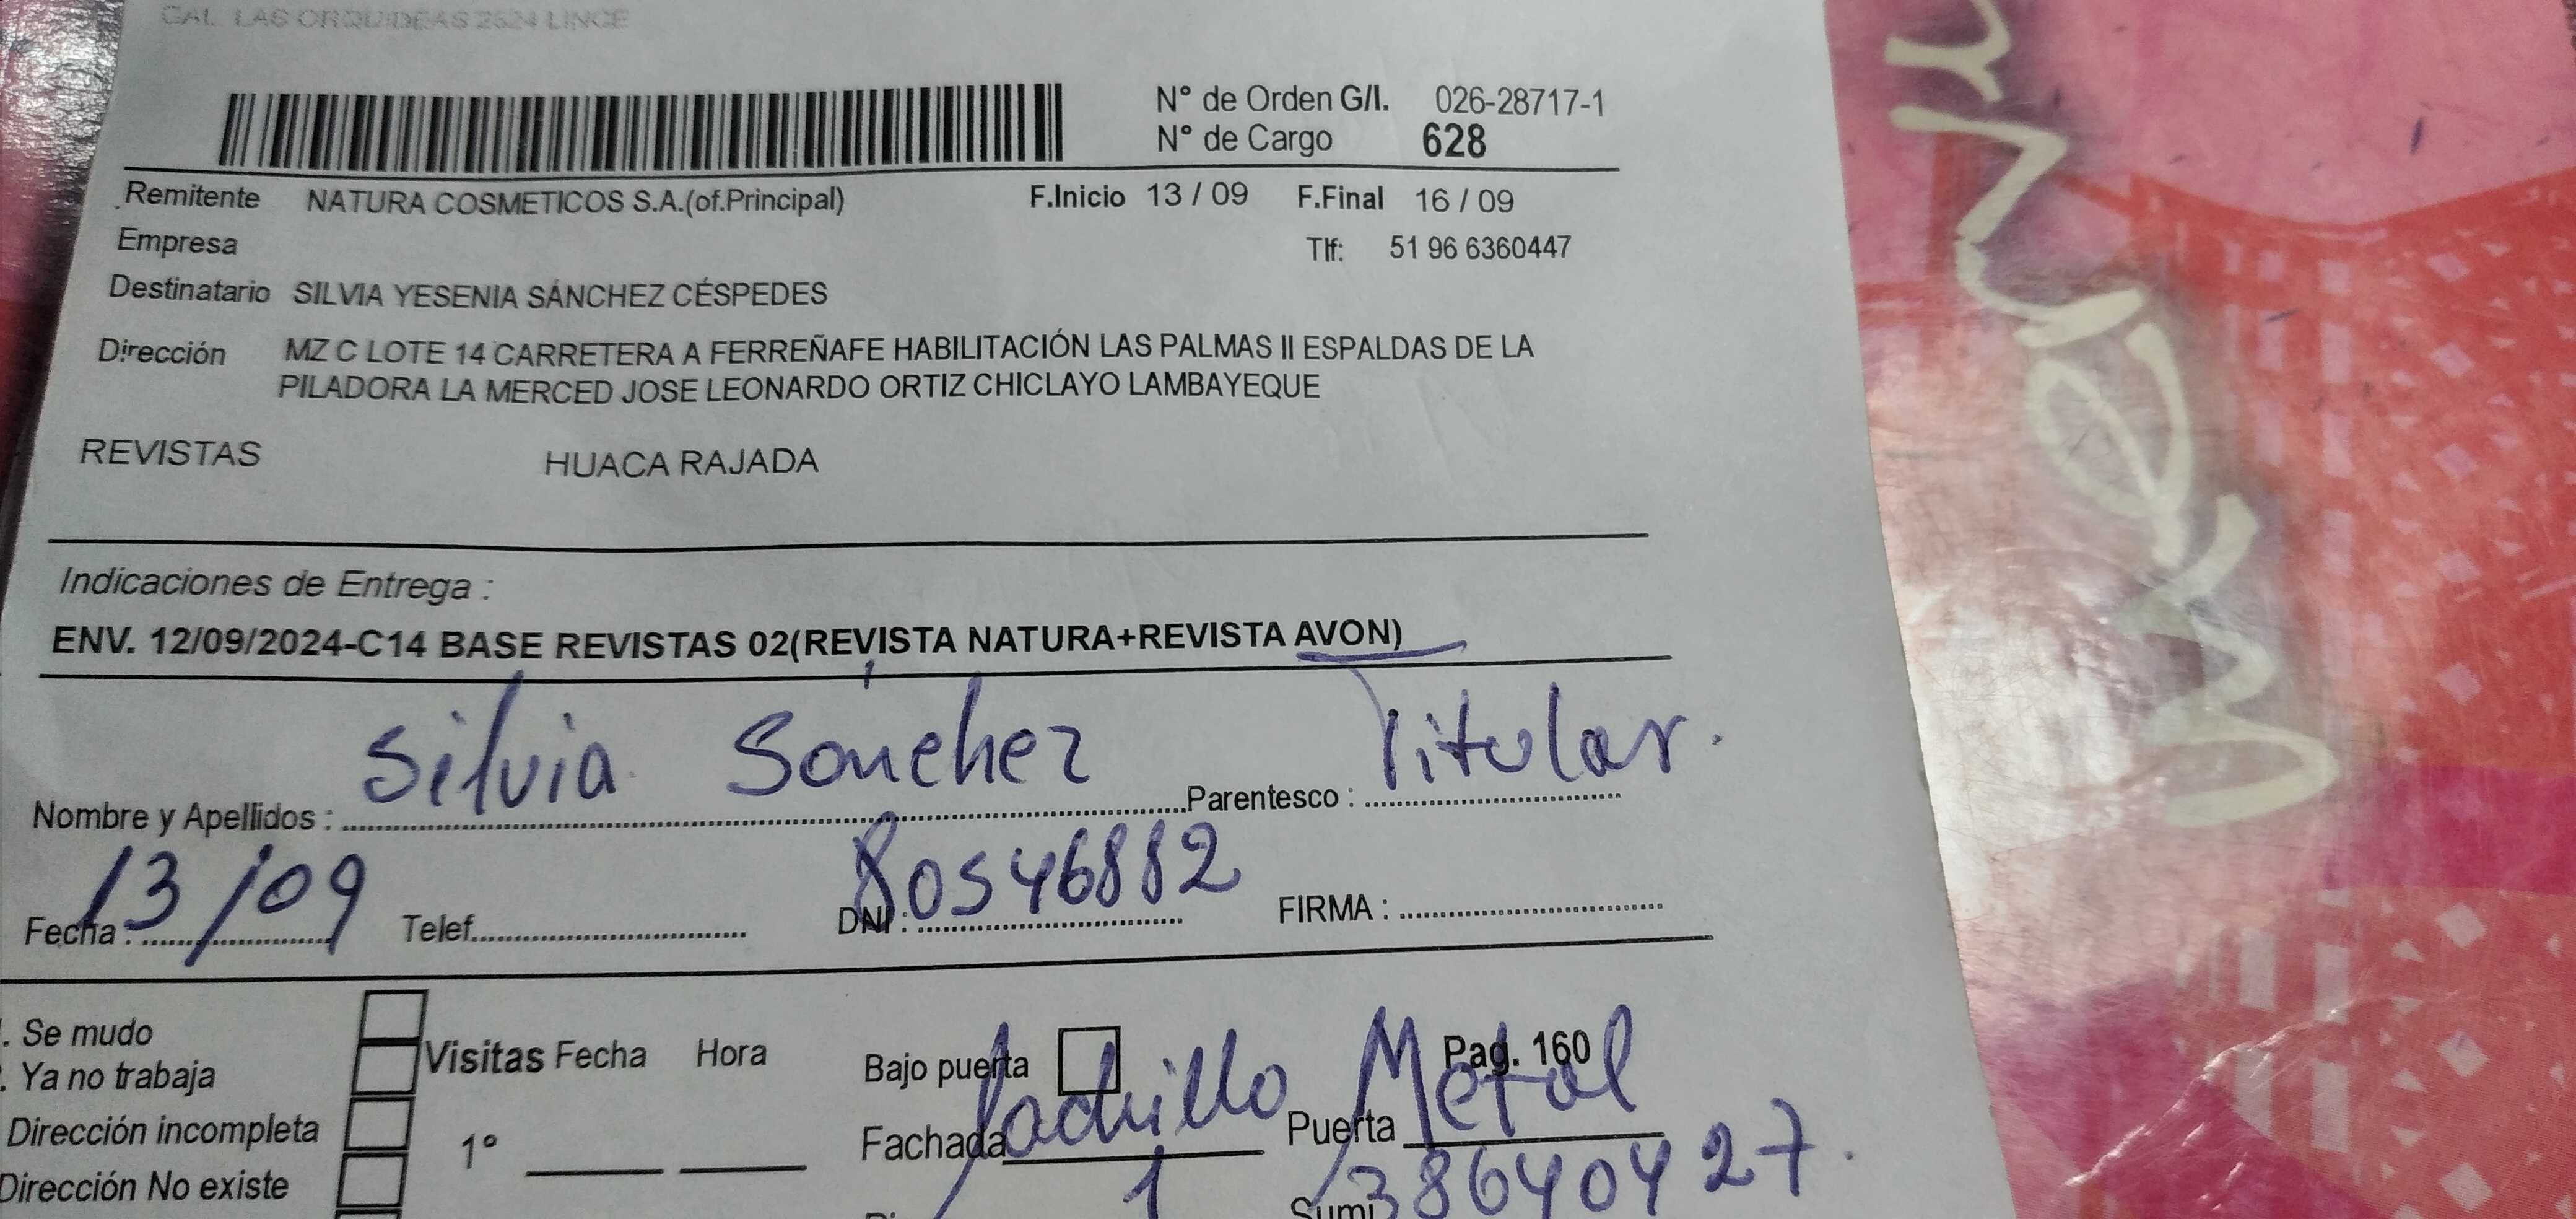 CAL. LAS ORQUIDEAS 2524 LINCE
N° de Orden G/I. 026-28717-1
N° de Cargo 628
Remitente NATURA COSMETICOS S.A.(of.Principal) F.Inicio 13 / 09 F.Final 16 / 09
Empresa Tlf: 51 96 6360447
Destinatario SILVIA YESENIA SÁNCHEZ CÉSPEDES
Dirección MZ C LOTE 14 CARRETERA A FERREÑAFE HABILITACIÓN LAS PALMAS II ESPALDAS DE LA
PILADORA LA MERCED JOSE LEONARDO ORTIZ CHICLAYO LAMBAYEQUE
REVISTAS HUACA RAJADA
Indicaciones de Entrega :
ENV. 12/09/2024-C14 BASE REVISTAS 02(REVISTA NATURA+REVISTA AVON)
Nombre y Apellidos : Silvia Sánchez Parentesco : Titular.
Fecha : 13/09 Telef. DNI : 80546882 FIRMA :
. Se mudo Visitas Fecha Hora Bajo puerta Pag. 160
. Ya no trabaja
Dirección incompleta 1° Fachada ladrillo Puerta Metal
Dirección No existe 1 Sumi 38640427.